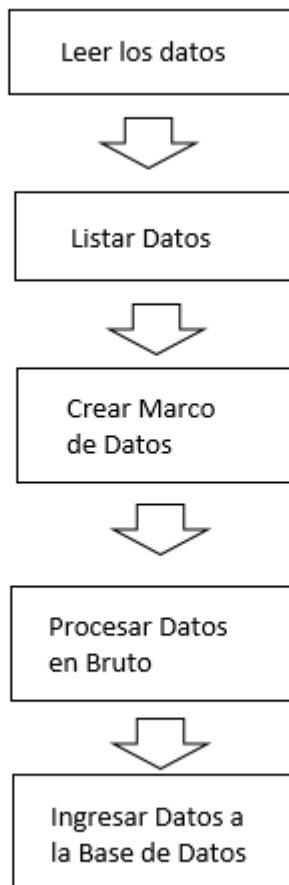 Leer los datos
Listar Datos
Crear Marco
de Datos
Procesar Datos
en Bruto
Ingresar Datos a
la Base de Datos